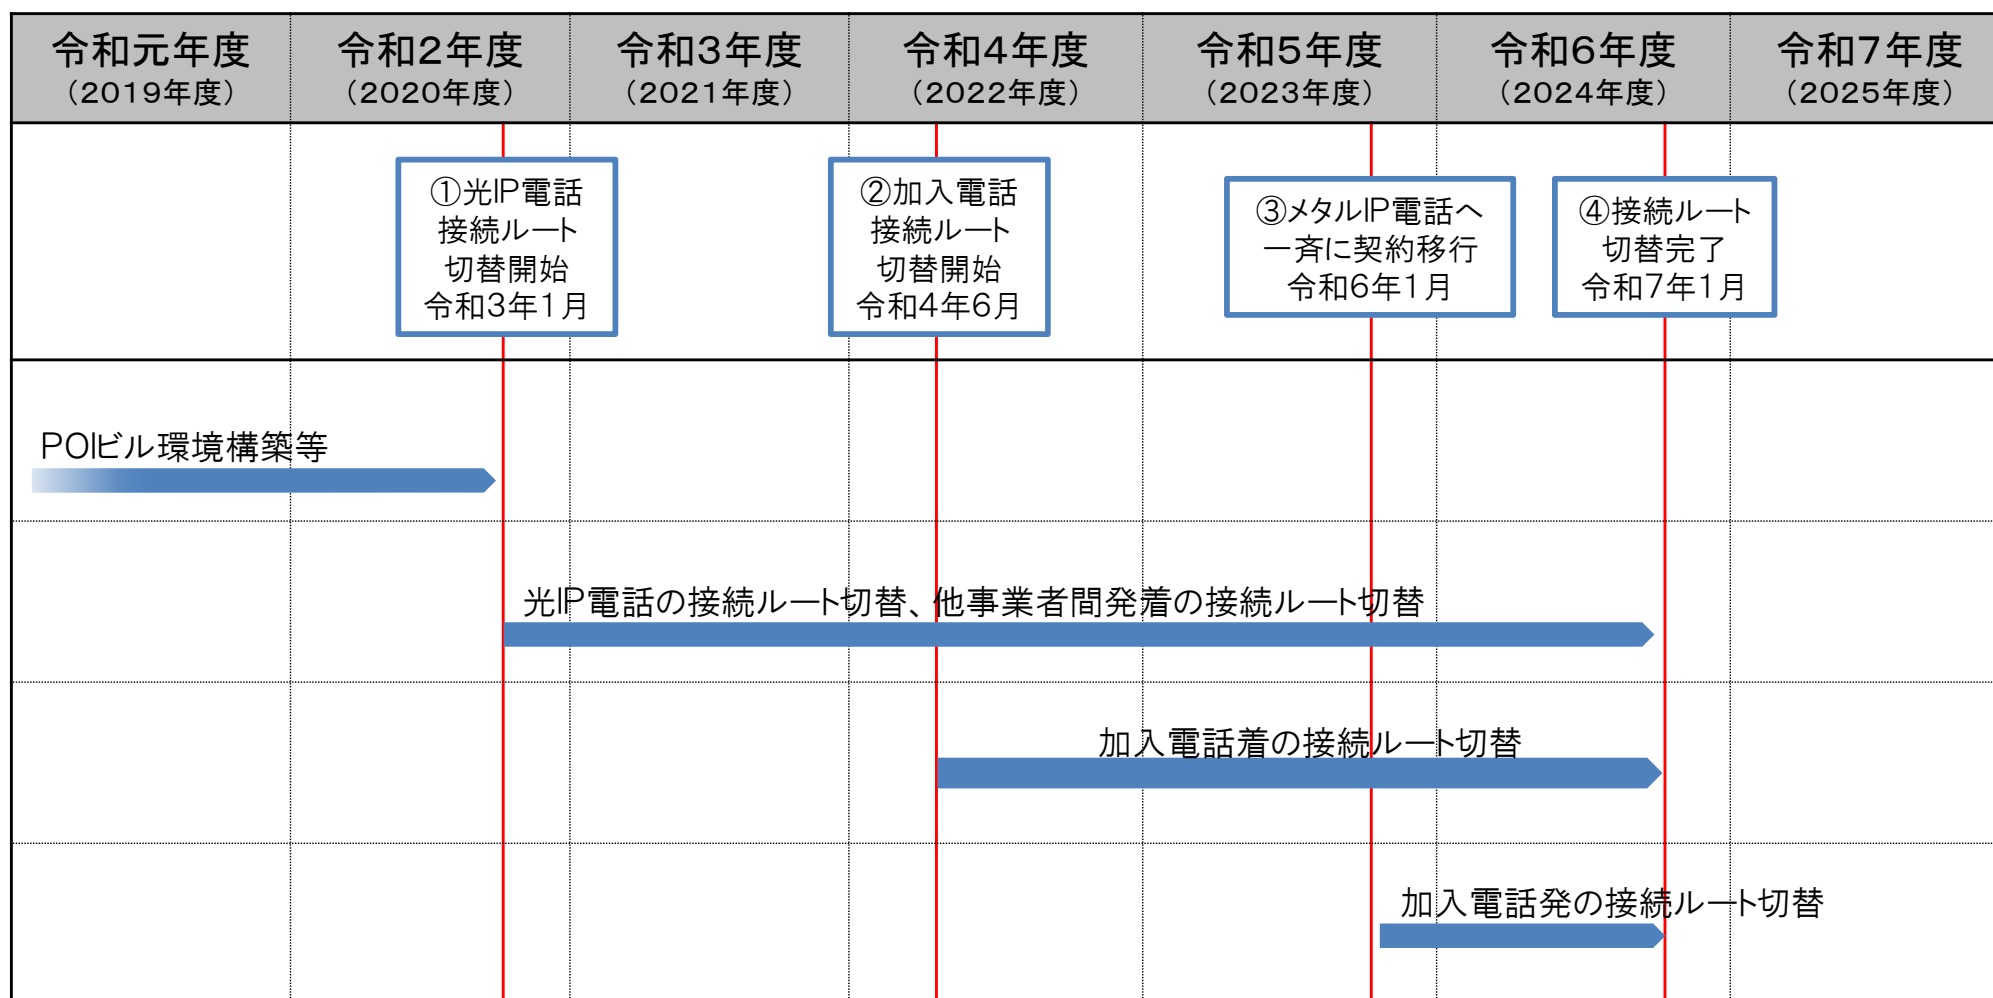 令和元年度
（2019年度）
令和2年度
（2020年度）
令和3年度
（2021年度）
令和4年度
（2022年度）
令和5年度
（2023年度）
令和6年度
（2024年度）
令和7年度
（2025年度）
①光IP電話
接続ルート
切替開始
令和3年1月
②加入電話
接続ルート
切替開始
令和4年6月
③メタルIP電話へ
一斉に契約移行
令和6年1月
④接続ルート
切替完了
令和7年1月
POIビル環境構築等
光IP電話の接続ルート切替、他事業者間発着の接続ルート切替
加入電話着の接続ルート切替
加入電話発の接続ルート切替